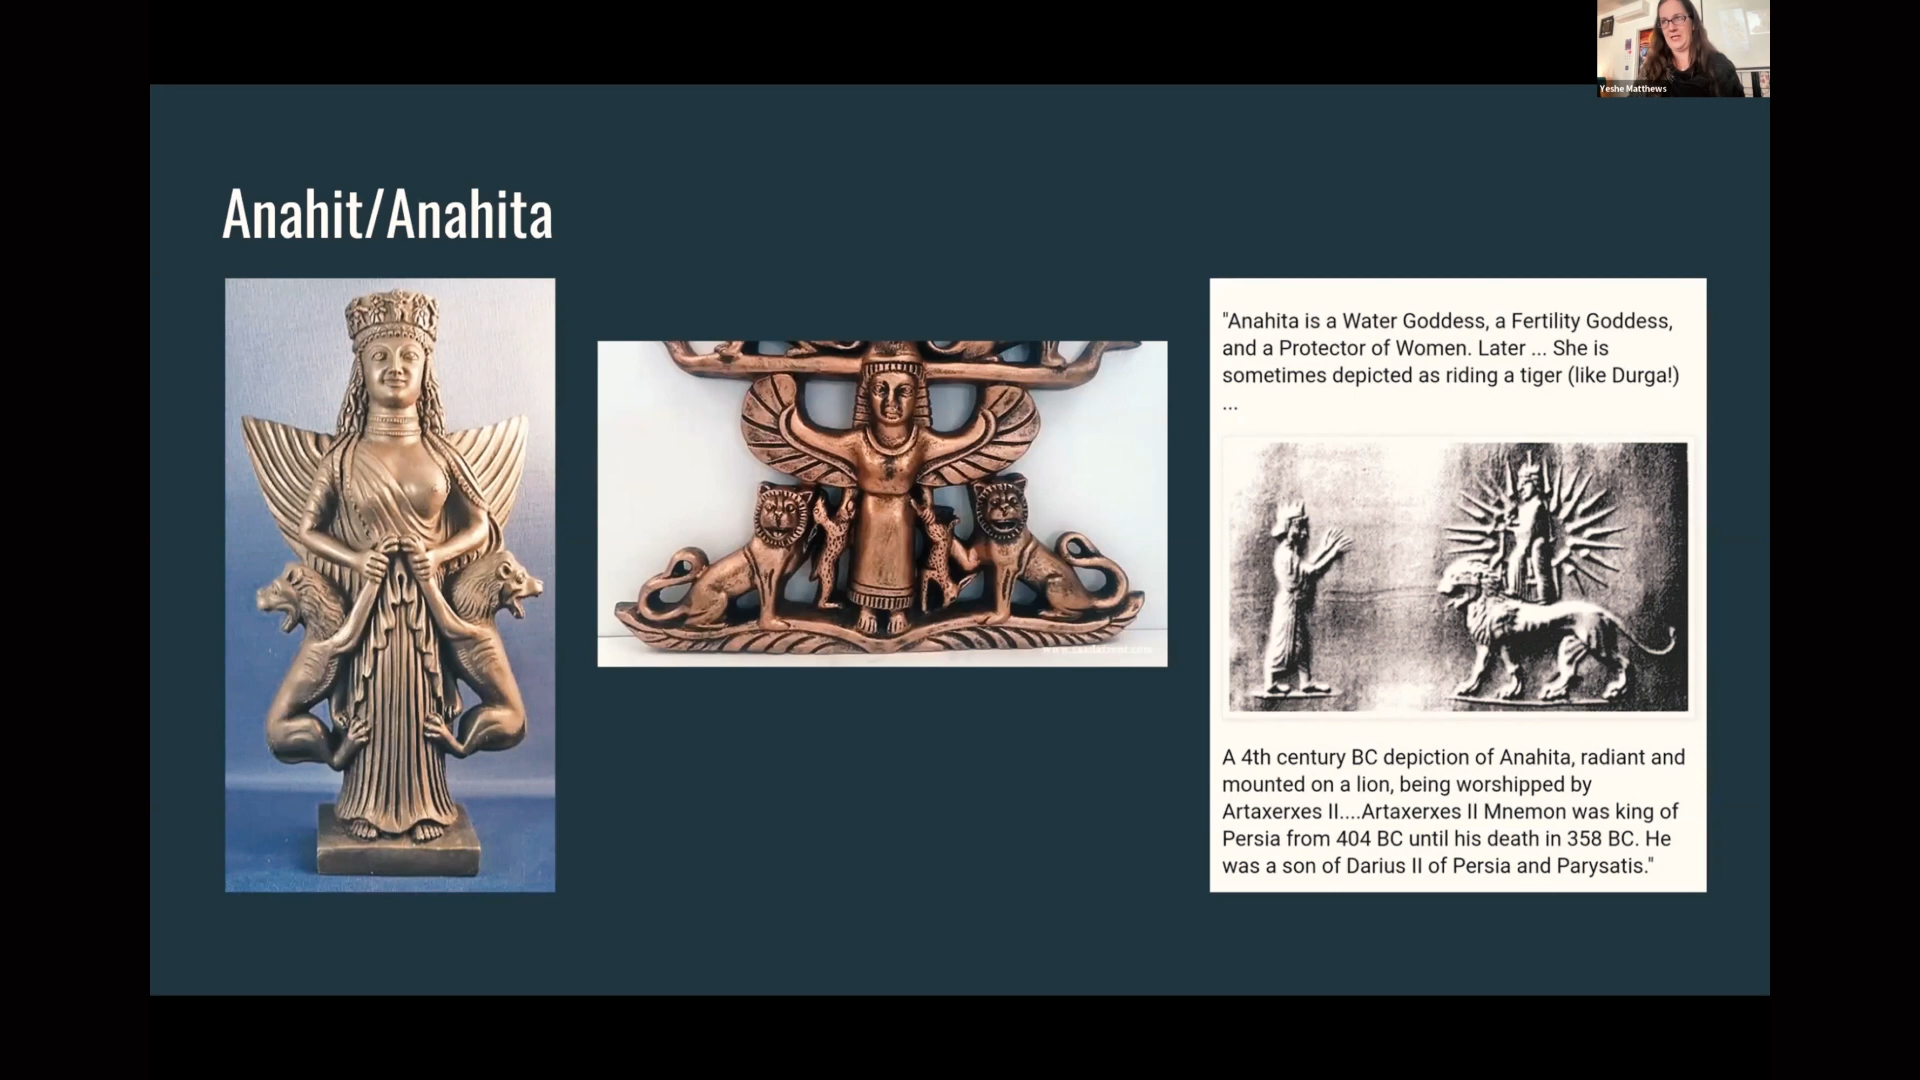 Yeshe Matthews
Anahit/Anahita
"Anahita is a Water Goddess, a Fertility Goddess,
and a Protector of Women. Later ... She is
sometimes depicted as riding a tiger (like Durga!)
...
A 4th century BC depiction of Anahita, radiant and
mounted on a lion, being worshipped by
Artaxerxes II....Artaxerxes II Mnemon was king of
Persia from 404 BC until his death in 358 BC. He
was a son of Darius II of Persia and Parysatis."